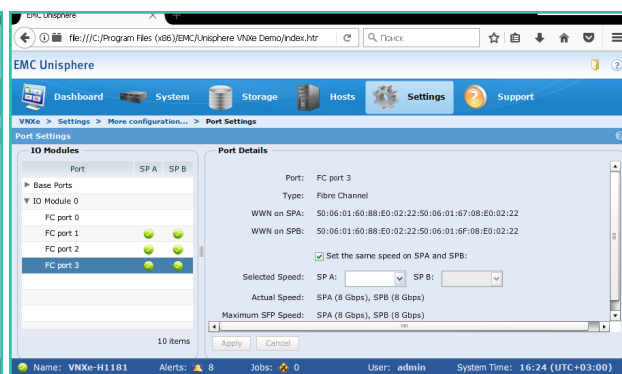 EMC Unisphere
file:///C:/Program Files (x86)/EMC/Unisphere VNXe Demo/index.htr
Поиск
EMC Unisphere
Dashboard System Storage Hosts Settings Support
VNXe > Settings > More configuration... > Port Settings
Port Settings
IO Modules
Port SP A SP B
Base Ports
IO Module 0
FC port 0
FC port 1
FC port 2
FC port 3
10 items
Port Details
Port: FC port 3
Type: Fibre Channel
WWN on SPA: 50:06:01:60:88:E0:02:22:50:06:01:67:08:E0:02:22
WWN on SPB: 50:06:01:60:88:E0:02:22:50:06:01:6F:08:E0:02:22
Set the same speed on SPA and SPB:
Selected Speed: SP A: SP B:
Actual Speed: SPA (8 Gbps), SPB (8 Gbps)
Maximum SFP Speed: SPA (8 Gbps), SPB (8 Gbps)
Apply Cancel
Name: VNXe-H1181 Alerts: 8 Jobs: 0 User: admin System Time: 16:24 (UTC+03:00)